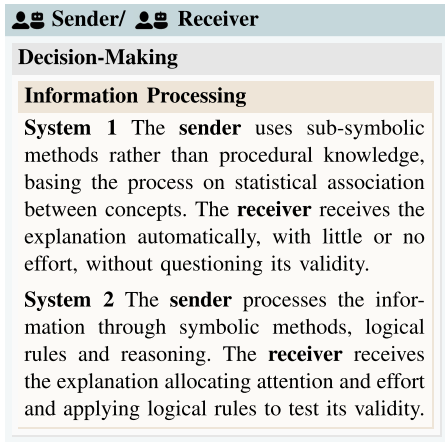 Sender/ Receiver
Decision-Making
Information Processing
System 1 The sender uses sub-symbolic
methods rather than procedural knowledge,
basing the process on statistical association
between concepts. The receiver receives the
explanation automatically, with little or no
effort, without questioning its validity.
System 2 The sender processes the infor-
mation through symbolic methods, logical
rules and reasoning. The receiver receives
the explanation allocating attention and effort
and applying logical rules to test its validity.